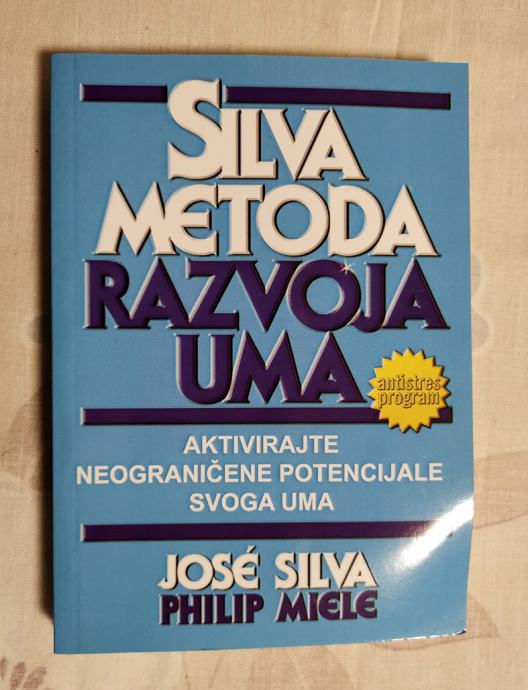 SILVA
METODA
RAZVOJA
UMA
antistres
program
AKTIVIRAJTE
NEOGRANIČENE POTENCIJALE
SVOGA UMA
JOSÉ SILVA
PHILIP MIELE